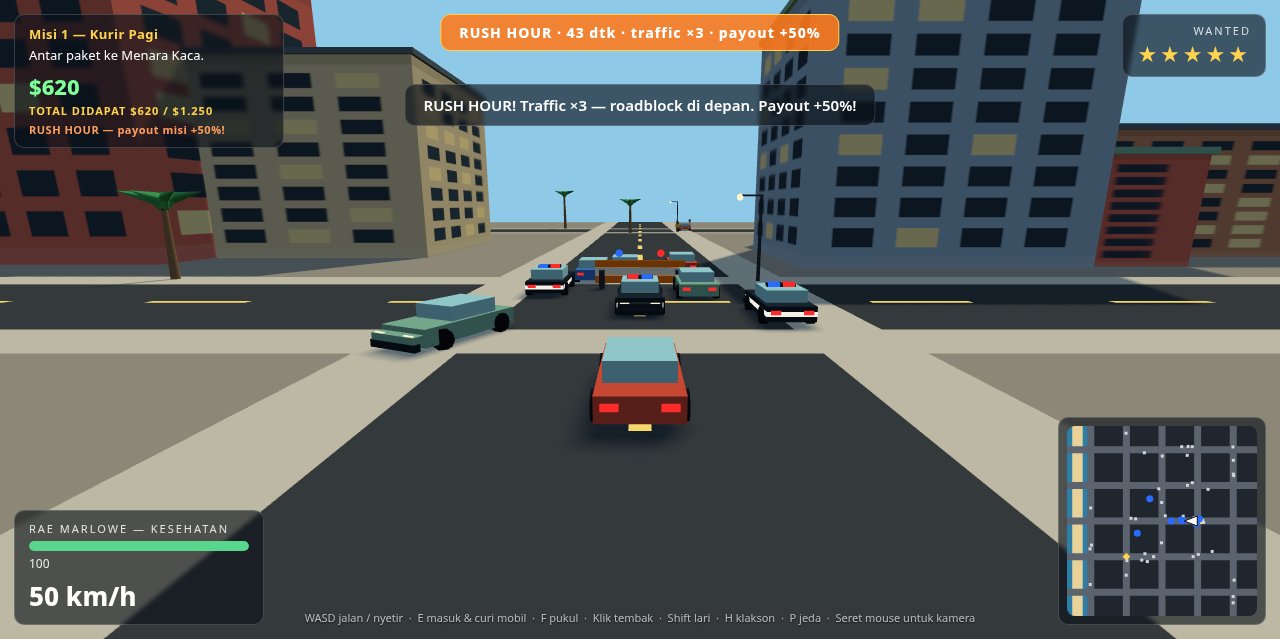 Misi 1 — Kurir Pagi
Antar paket ke Menara Kaca.
$620
TOTAL DIDAPAT $620 / $1.250
RUSH HOUR — payout misi +50%!
RUSH HOUR · 43 dtk · traffic ×3 · payout +50%
RUSH HOUR! Traffic ×3 — roadblock di depan. Payout +50%!
WANTED
★★★★★
RAE MARLOWE — KESEHATAN
100
50 km/h
WASD jalan / nyetir · E masuk & curi mobil · F pukul · Klik tembak · Shift lari · H klakson · P jeda · Seret mouse untuk kamera